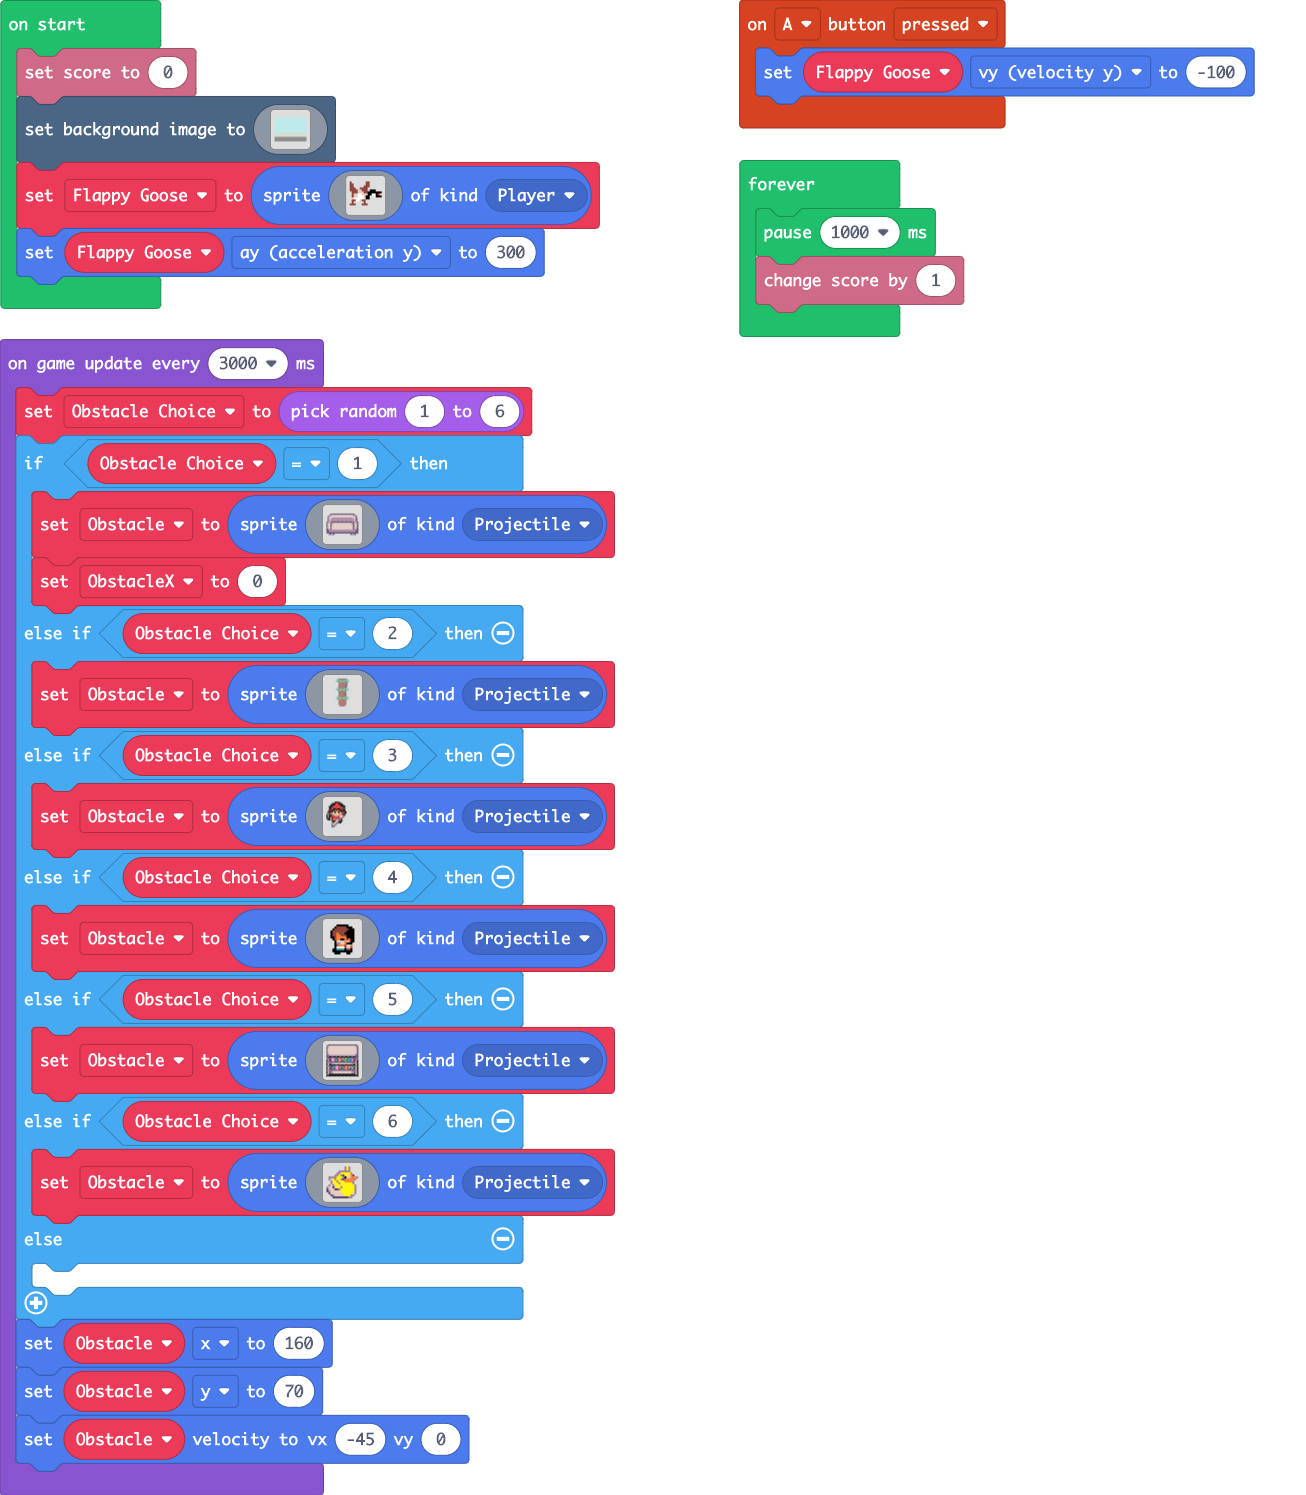 on start
set score to 0
set background image to
set Flappy Goose to sprite of kind Player
set Flappy Goose ay (acceleration y) to 300
on A button pressed
set Flappy Goose vy (velocity y) to -100
forever
pause 1000 ms
change score by 1
on game update every 3000 ms
set Obstacle Choice to pick random 1 to 6
if Obstacle Choice = 1 then
set Obstacle to sprite of kind Projectile
set ObstacleX to 0
else if Obstacle Choice = 2 then
set Obstacle to sprite of kind Projectile
else if Obstacle Choice = 3 then
set Obstacle to sprite of kind Projectile
else if Obstacle Choice = 4 then
set Obstacle to sprite of kind Projectile
else if Obstacle Choice = 5 then
set Obstacle to sprite of kind Projectile
else if Obstacle Choice = 6 then
set Obstacle to sprite of kind Projectile
else
set Obstacle x to 160
set Obstacle y to 70
set Obstacle velocity to vx -45 vy 0